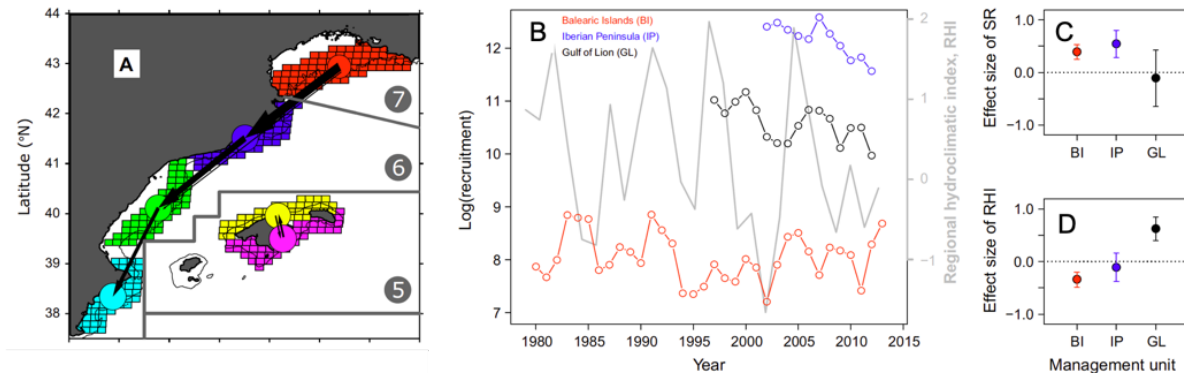 A
44
43
42
41
40
39
38
Latitude (°N)
7
6
5
B
Balearic Islands (BI)
Iberian Peninsula (IP)
Gulf of Lion (GL)
12
11
10
9
8
7
Log(recruitment)
2
1
0
−1
Regional hydroclimatic index, RHI
1980 1985 1990 1995 2000 2005 2010 2015
Year
C
1.0
0.0
−1.0
Effect size of SR
BI IP GL
D
1.0
0.0
−1.0
Effect size of RHI
BI IP GL
Management unit